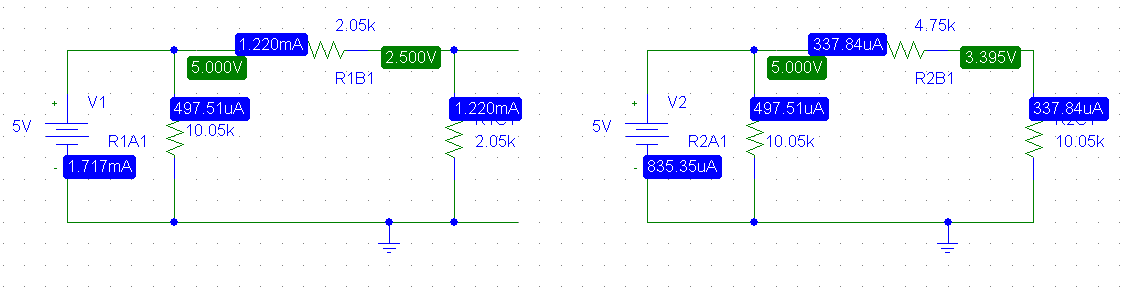 2.05k
1.220mA
2.500V
5.000V
R1B1
V1
497.51uA
1.220mA
5V
10.05k
R1A1
2.05k
1.717mA
4.75k
337.84uA
3.395V
5.000V
R2B1
V2
497.51uA
337.84uA
5V
R2A1
10.05k
10.05k
835.35uA